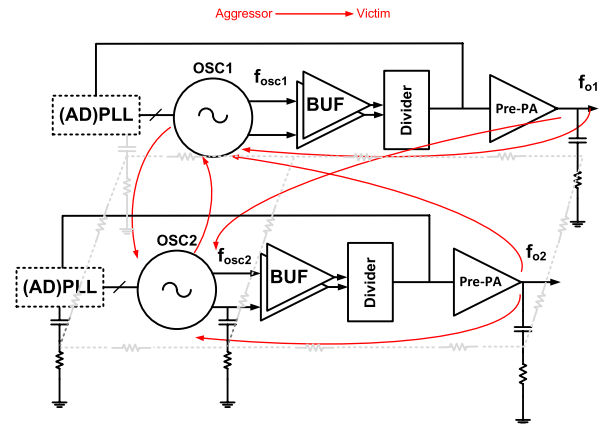 Aggressor Victim
OSC1
fosc1
(AD)PLL
BUF
Divider
Pre-PA
fo1
OSC2
fosc2
(AD)PLL
BUF
Divider
Pre-PA
fo2